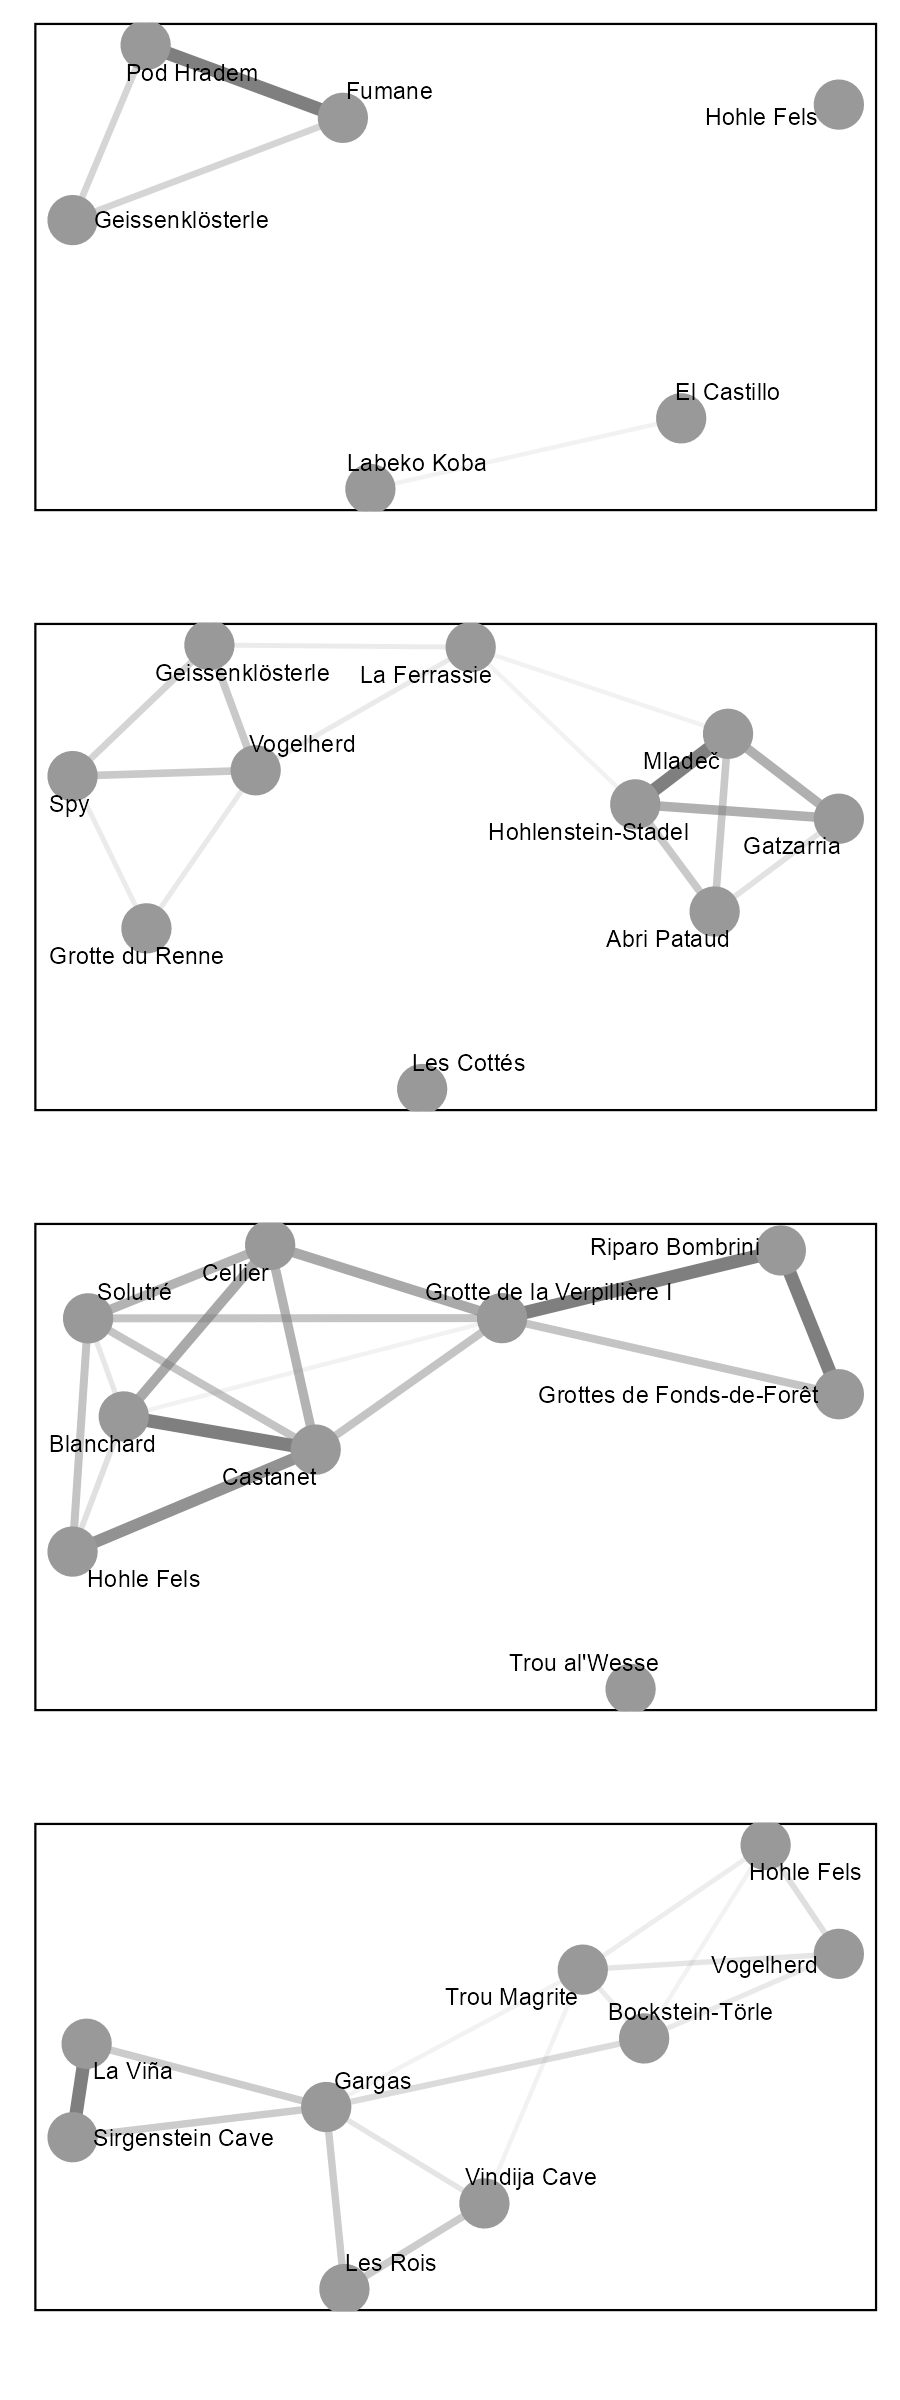 Pod Hradem
Fumane
Hohle Fels
Geissenklösterle
El Castillo
Labeko Koba
Geissenklösterle
La Ferrassie
Vogelherd
Mladeč
Spy
Hohlenstein-Stadel
Gatzarria
Abri Pataud
Grotte du Renne
Les Cottés
Riparo Bombrini
Cellier
Solutré
Grotte de la Verpillière I
Grottes de Fonds-de-Forêt
Blanchard
Castanet
Hohle Fels
Trou al'Wesse
Hohle Fels
Vogelherd
Trou Magrite
Bockstein-Törle
La Viña
Gargas
Sirgenstein Cave
Vindija Cave
Les Rois